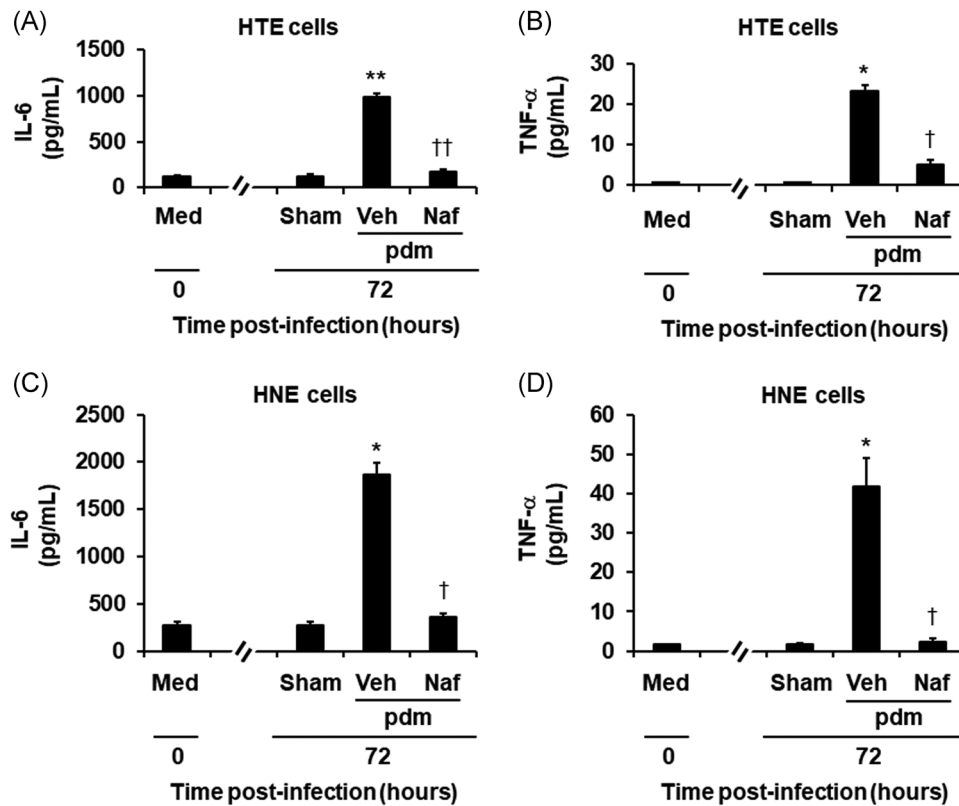 (A)
HTE cells
IL-6
(pg/mL)
1500
1000
500
0
**
††
Med
Sham
Veh
Naf
pdm
0
72
Time post-infection (hours)
(B)
HTE cells
TNF-α
(pg/mL)
30
20
10
0
*
†
Med
Sham
Veh
Naf
pdm
0
72
Time post-infection (hours)
(C)
HNE cells
IL-6
(pg/mL)
2500
2000
1500
1000
500
0
*
†
Med
Sham
Veh
Naf
pdm
0
72
Time post-infection (hours)
(D)
HNE cells
TNF-α
(pg/mL)
60
50
40
30
20
10
0
*
†
Med
Sham
Veh
Naf
pdm
0
72
Time post-infection (hours)